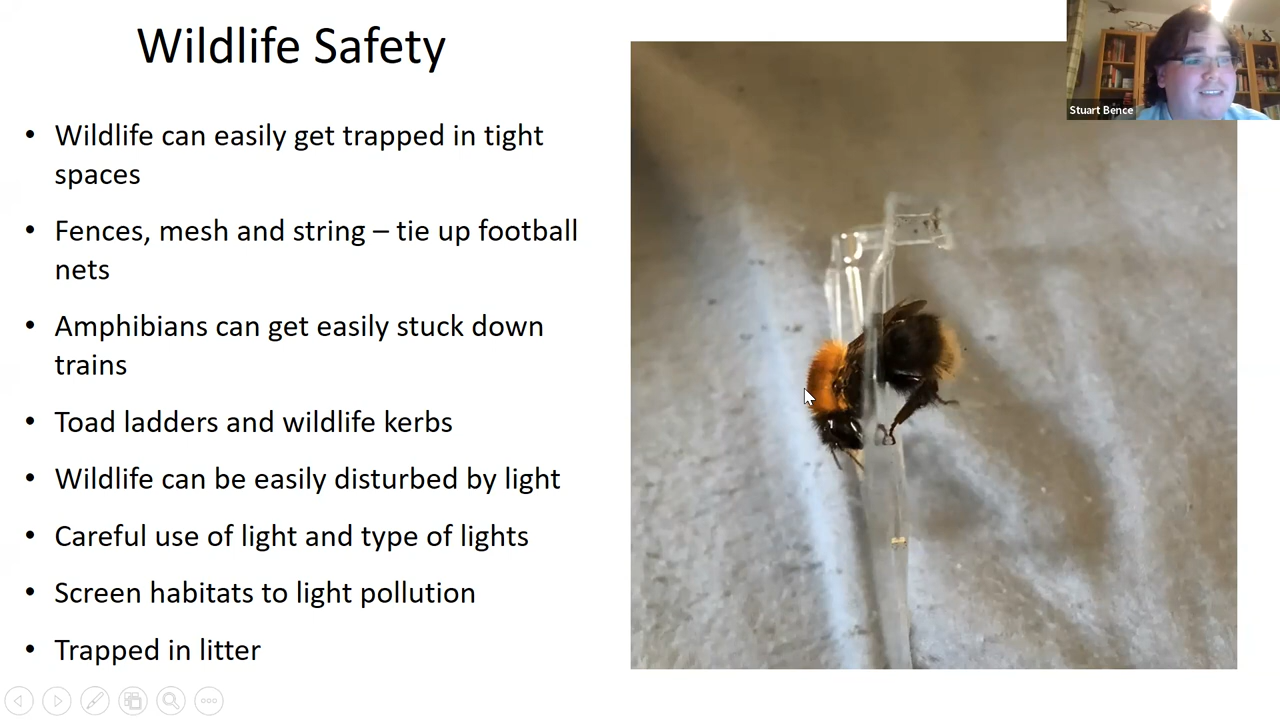 Wildlife Safety
• Wildlife can easily get trapped in tight
spaces
• Fences, mesh and string – tie up football
nets
• Amphibians can get easily stuck down
trains
• Toad ladders and wildlife kerbs
• Wildlife can be easily disturbed by light
• Careful use of light and type of lights
• Screen habitats to light pollution
• Trapped in litter
Stuart Bence